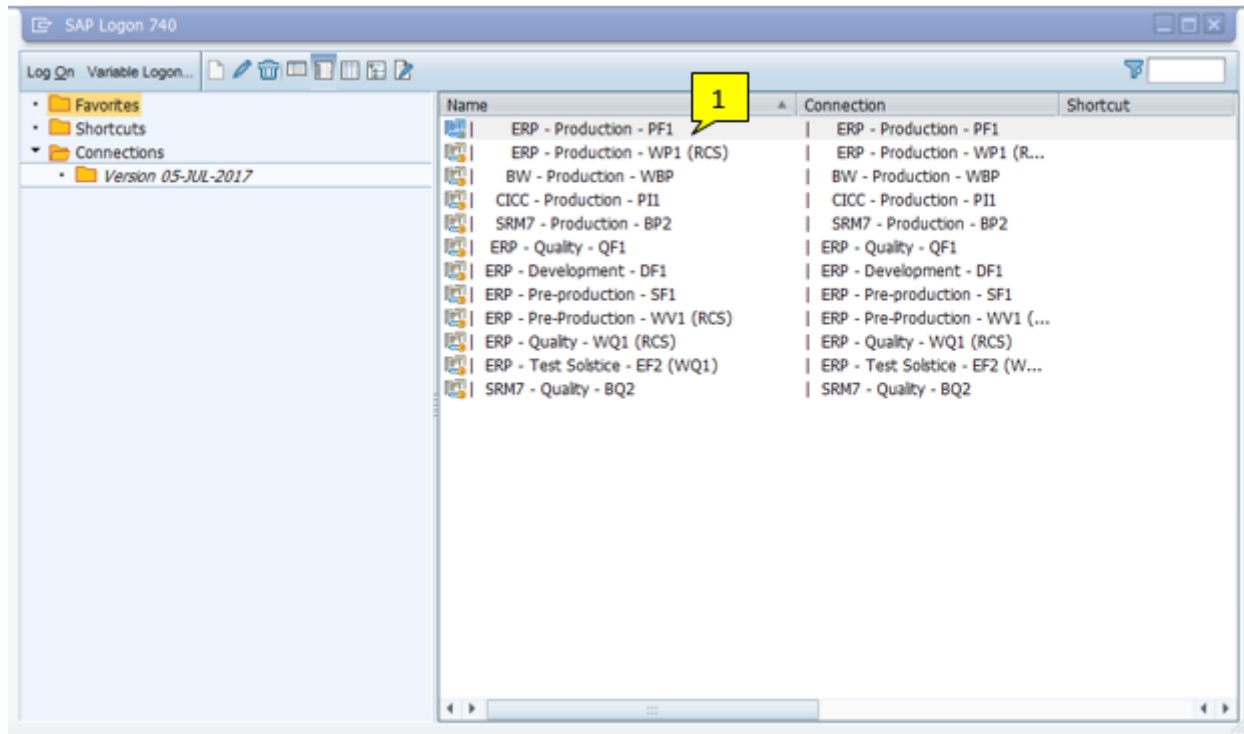 SAP Logon 740
Log On Variable Logon...
Favorites
Shortcuts
Connections
Version 05-JUL-2017
1
Name Connection Shortcut
ERP - Production - PF1 | ERP - Production - PF1
ERP - Production - WP1 (RCS) | ERP - Production - WP1 (R...
BW - Production - WBP | BW - Production - WBP
CICC - Production - PI1 | CICC - Production - PI1
SRM7 - Production - BP2 | SRM7 - Production - BP2
ERP - Quality - QF1 | ERP - Quality - QF1
ERP - Development - DF1 | ERP - Development - DF1
ERP - Pre-production - SF1 | ERP - Pre-production - SF1
ERP - Pre-Production - WV1 (RCS) | ERP - Pre-Production - WV1 (...
ERP - Quality - WQ1 (RCS) | ERP - Quality - WQ1 (RCS)
ERP - Test Solstice - EF2 (WQ1) | ERP - Test Solstice - EF2 (W...
SRM7 - Quality - BQ2 | SRM7 - Quality - BQ2